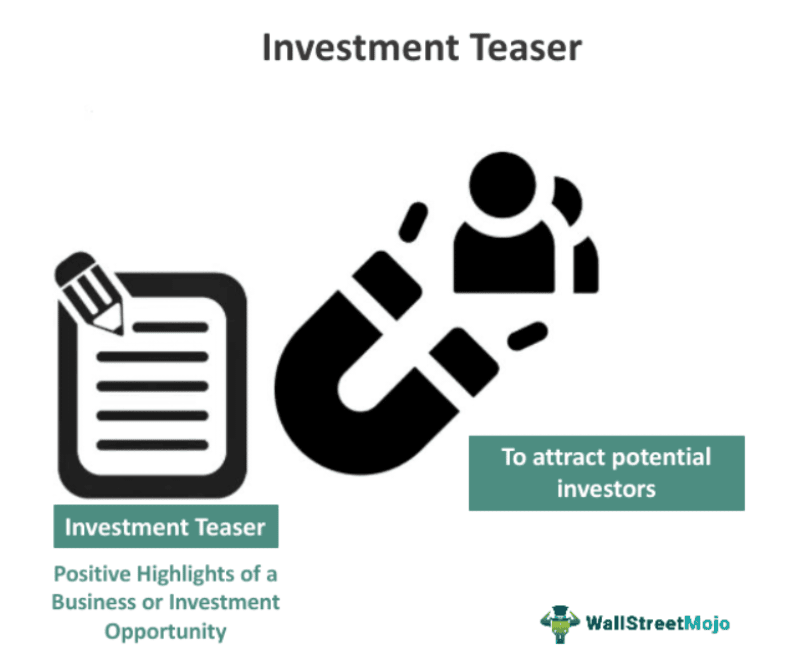 Investment Teaser
To attract potential
investors
Investment Teaser
Positive Highlights of a
Business or Investment
Opportunity
WallStreetMojo